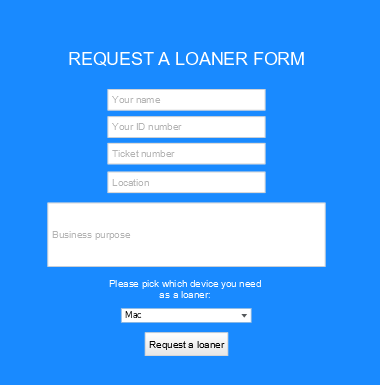 REQUEST A LOANER FORM
Your name
Your ID number
Ticket number
Location
Business purpose
Please pick which device you need
as a loaner:
Mac
Request a loaner